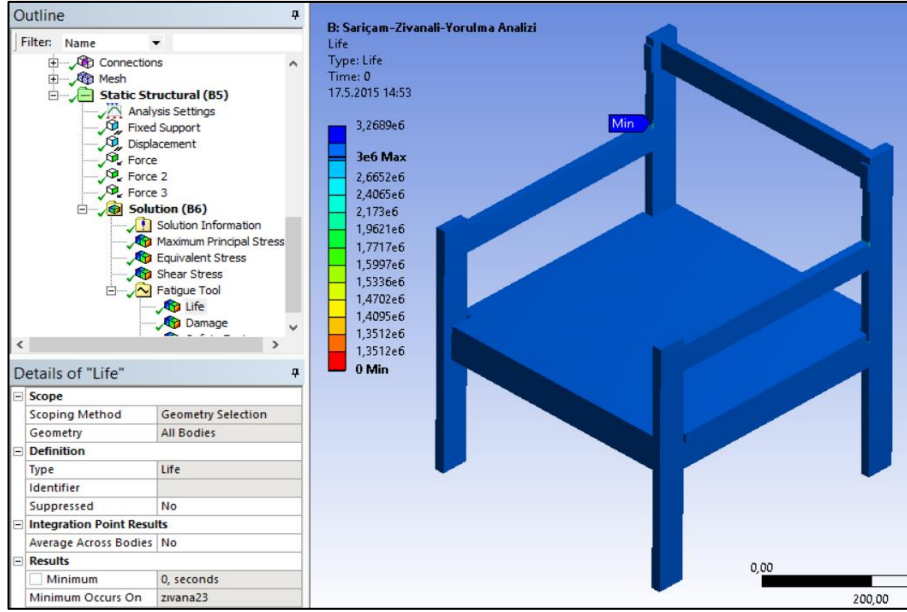 Outline
Filter: Name
Connections
Mesh
Static Structural (B5)
Analysis Settings
Fixed Support
Displacement
Force
Force 2
Force 3
Solution (B6)
Solution Information
Maximum Principal Stress
Equivalent Stress
Shear Stress
Fatigue Tool
Life
Damage
Details of "Life"
Scope
Scoping Method Geometry Selection
Geometry All Bodies
Definition
Type Life
Identifier
Suppressed No
Integration Point Results
Average Across Bodies No
Results
Minimum 0, seconds
Minimum Occurs On zıvana23
B: Sariçam-Zivanali-Yorulma Analizi
Life
Type: Life
Time: 0
17.5.2015 14:53
3,2689e6
3e6 Max
2,6652e6
2,4065e6
2,173e6
1,9621e6
1,7717e6
1,5997e6
1,5336e6
1,4702e6
1,4095e6
1,3512e6
1,3512e6
0 Min
Min
0,00
200,00